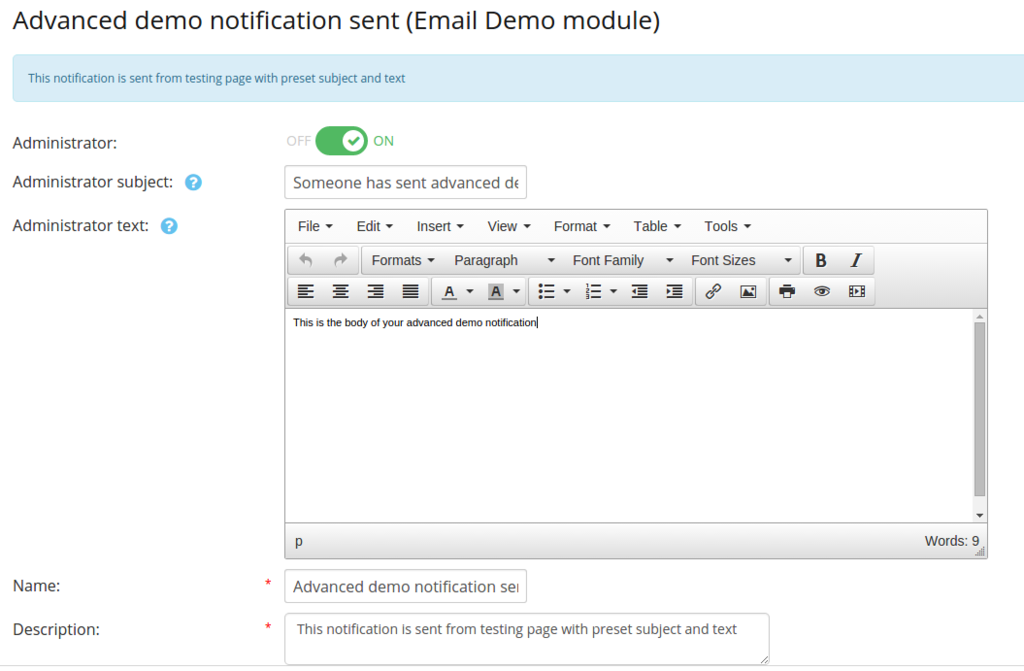 Advanced demo notification sent (Email Demo module)
This notification is sent from testing page with preset subject and text
Administrator: OFF ON
Administrator subject: ? Someone has sent advanced de
Administrator text: ?
File Edit Insert View Format Table Tools
Formats Paragraph Font Family Font Sizes B I
A A
This is the body of your advanced demo notification
p Words: 9
Name: * Advanced demo notification sen
Description: * This notification is sent from testing page with preset subject and text